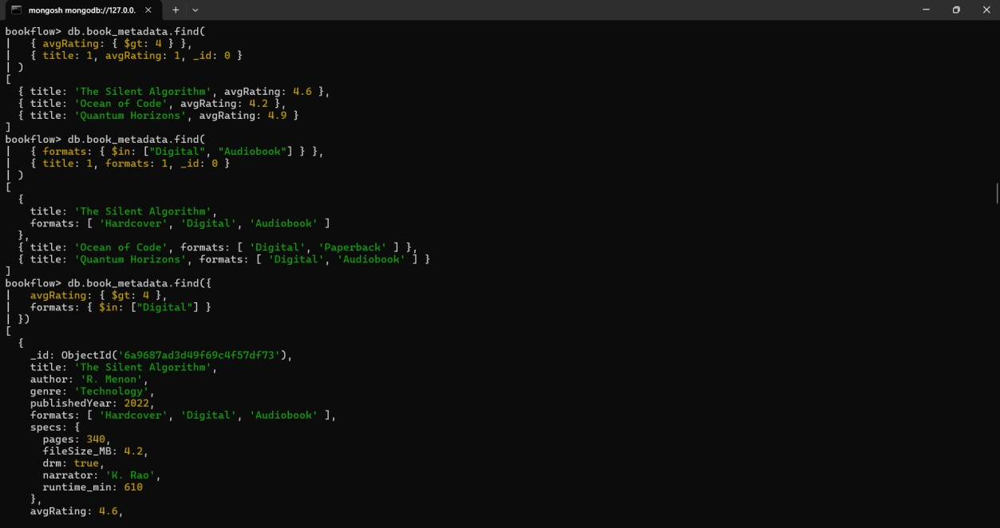 mongosh mongodb://127.0.0.
bookflow> db.book_metadata.find(
|   { avgRating: { $gt: 4 } },
|   { title: 1, avgRating: 1, _id: 0 }
| )
[
  { title: 'The Silent Algorithm', avgRating: 4.6 },
  { title: 'Ocean of Code', avgRating: 4.2 },
  { title: 'Quantum Horizons', avgRating: 4.9 }
]
bookflow> db.book_metadata.find(
|   { formats: { $in: ["Digital", "Audiobook"] } },
|   { title: 1, formats: 1, _id: 0 }
| )
[
  {
    title: 'The Silent Algorithm',
    formats: [ 'Hardcover', 'Digital', 'Audiobook' ]
  },
  { title: 'Ocean of Code', formats: [ 'Digital', 'Paperback' ] },
  { title: 'Quantum Horizons', formats: [ 'Digital', 'Audiobook' ] }
]
bookflow> db.book_metadata.find({
|   avgRating: { $gt: 4 },
|   formats: { $in: ["Digital"] }
| })
[
  {
    _id: ObjectId('6a9687ad3d49f69c4f57df73'),
    title: 'The Silent Algorithm',
    author: 'R. Menon',
    genre: 'Technology',
    publishedYear: 2022,
    formats: [ 'Hardcover', 'Digital', 'Audiobook' ],
    specs: {
      pages: 340,
      fileSize_MB: 4.2,
      drm: true,
      narrator: 'K. Rao',
      runtime_min: 610
    },
    avgRating: 4.6,